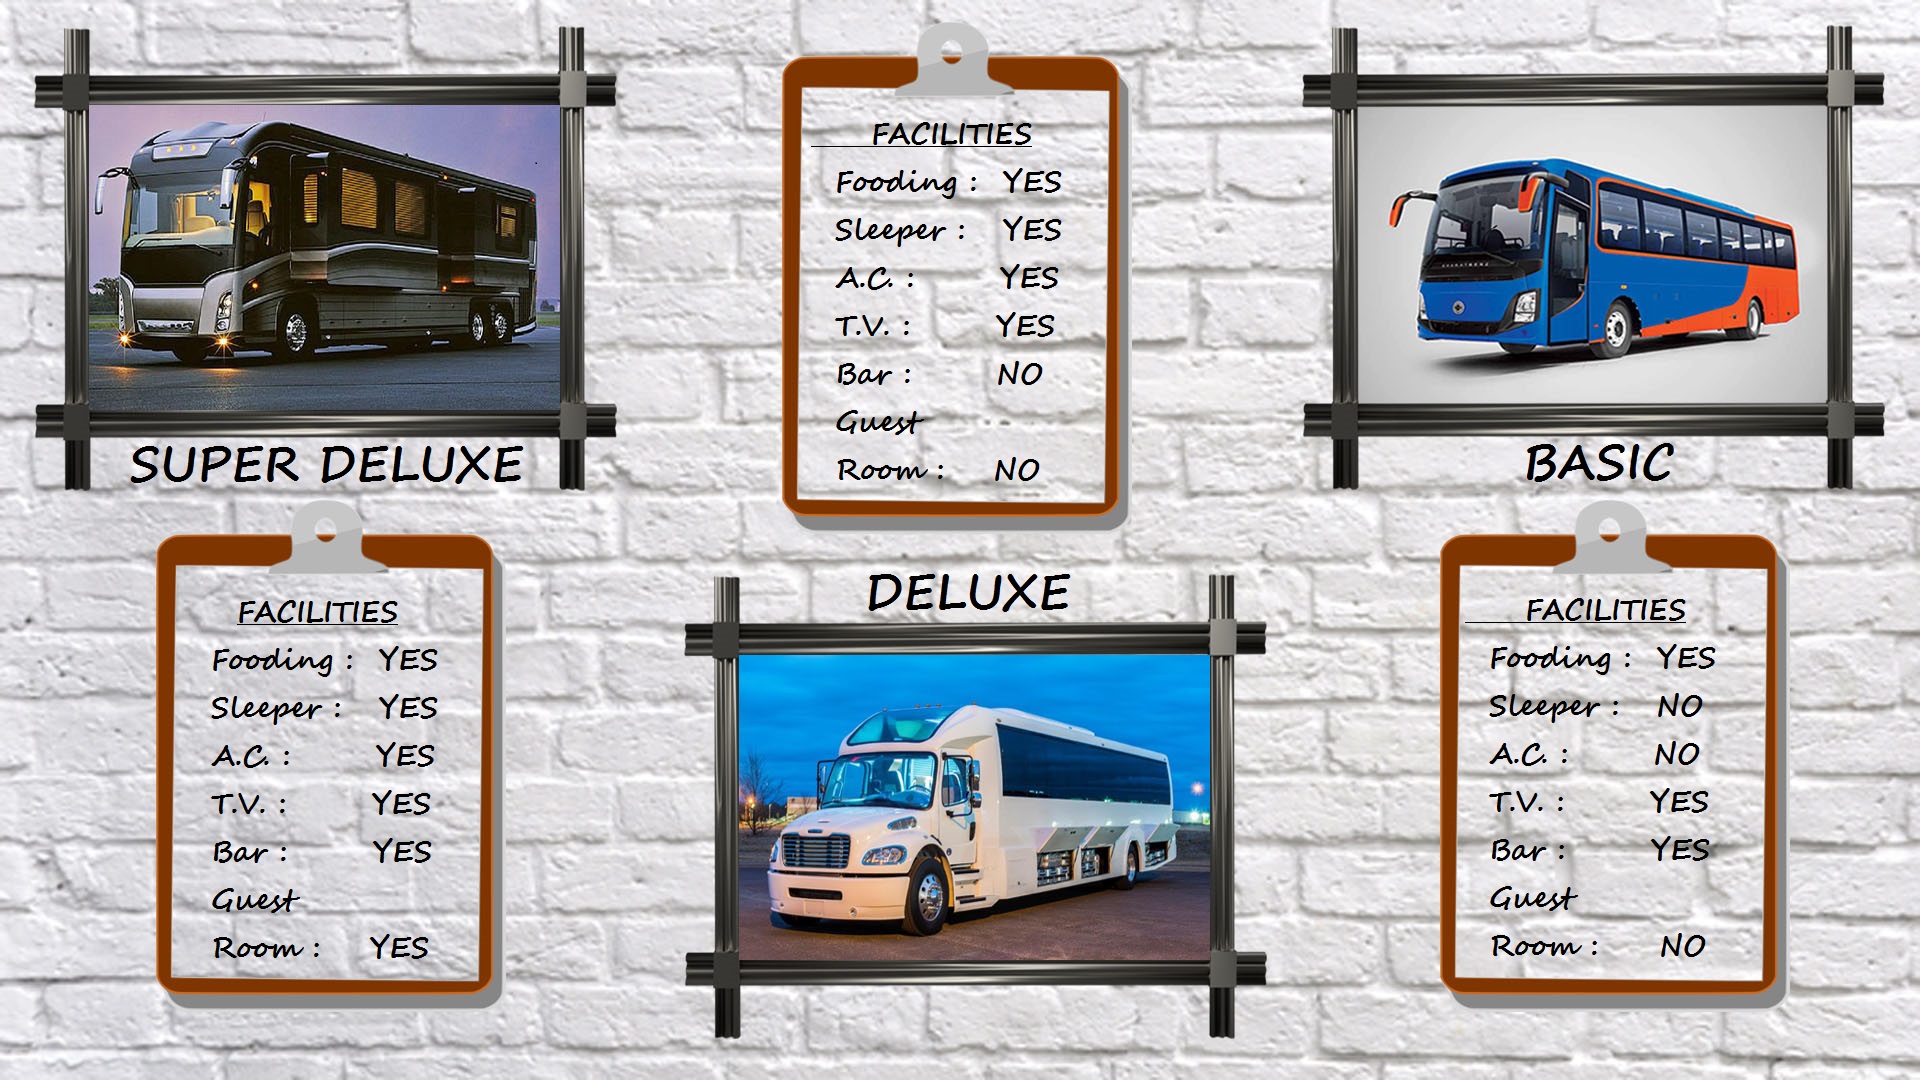 SUPER DELUXE
FACILITIES
Fooding : YES
Sleeper : YES
A.C. : YES
T.V. : YES
Bar : YES
Guest
Room : YES
FACILITIES
Fooding : YES
Sleeper : YES
A.C. : YES
T.V. : YES
Bar : NO
Guest
Room : NO
DELUXE
BASIC
FACILITIES
Fooding : YES
Sleeper : NO
A.C. : NO
T.V. : YES
Bar : YES
Guest
Room : NO